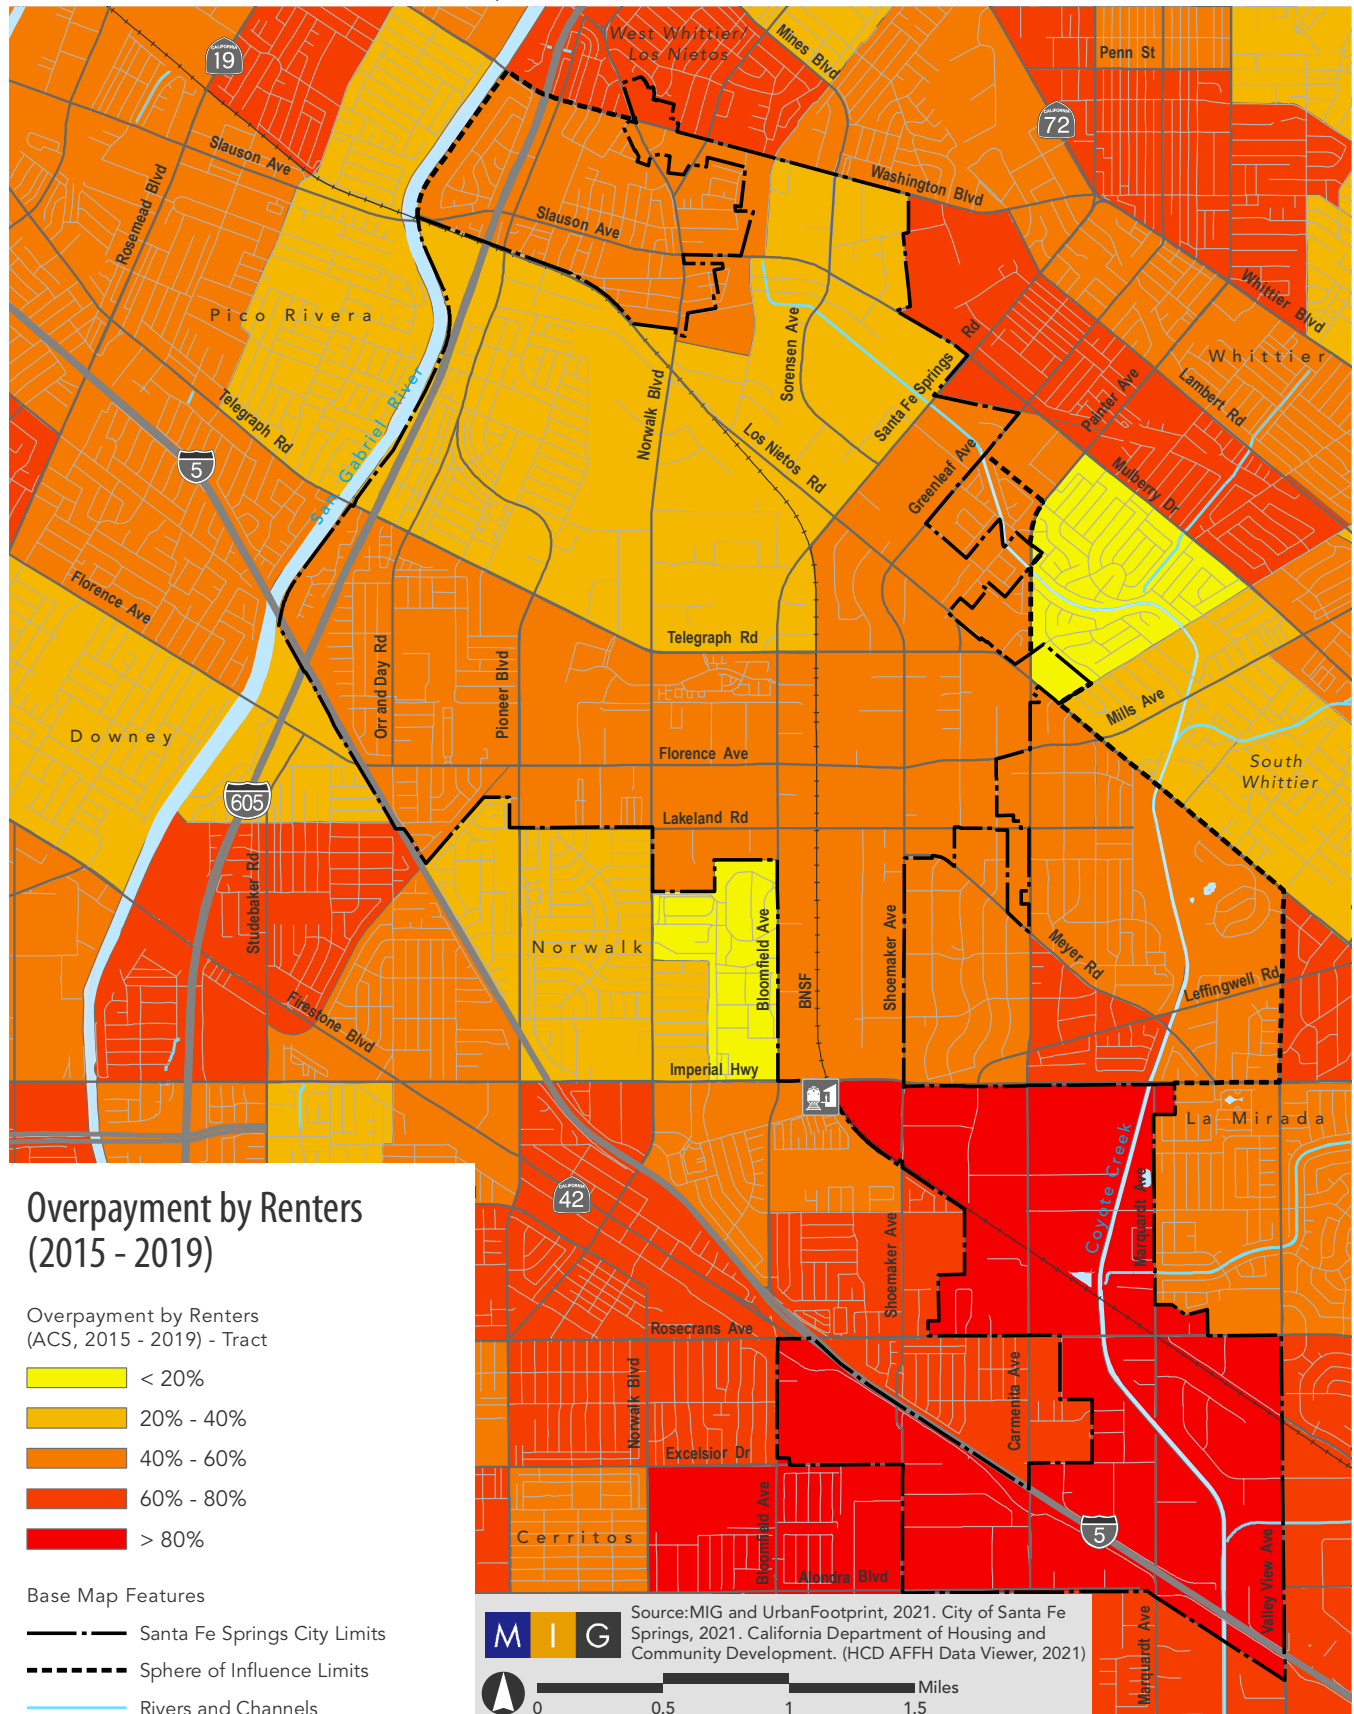 West Whittier/
Los Nietos
Mines Blvd
Penn St
CALIFORNIA
19
CALIFORNIA
72
Slauson Ave
Rosemead Blvd
Washington Blvd
Slauson Ave
Whittier Blvd
Pico Rivera
Sorensen Ave
Santa Fe Springs Rd
Whittier
Lambert Rd
Painter Ave
Telegraph Rd
San Gabriel River
Norwalk Blvd
Los Nietos Rd
Greenleaf Ave
Mulberry Dr
5
Florence Ave
Telegraph Rd
Orr and Day Rd
Pioneer Blvd
Mills Ave
Downey
Florence Ave
South
Whittier
605
Lakeland Rd
Studebaker Rd
Norwalk
Bloomfield Ave
BNSF
Shoemaker Ave
Meyer Rd
Leffingwell Rd
Firestone Blvd
Imperial Hwy
La Mirada
Coyote Creek
Marquardt Ave
CALIFORNIA
42
Shoemaker Ave
Rosecrans Ave
Norwalk Blvd
Carmenita Ave
Excelsior Dr
Cerritos
Bloomfield Ave
5
Alondra Blvd
Valley View Ave
Marquardt Ave
Overpayment by Renters
(2015 - 2019)
Overpayment by Renters
(ACS, 2015 - 2019) - Tract
< 20%
20% - 40%
40% - 60%
60% - 80%
> 80%
Base Map Features
Santa Fe Springs City Limits
Sphere of Influence Limits
Rivers and Channels
M I G
Source:MIG and UrbanFootprint, 2021. City of Santa Fe
Springs, 2021. California Department of Housing and
Community Development. (HCD AFFH Data Viewer, 2021)
Miles
0 0.5 1 1.5